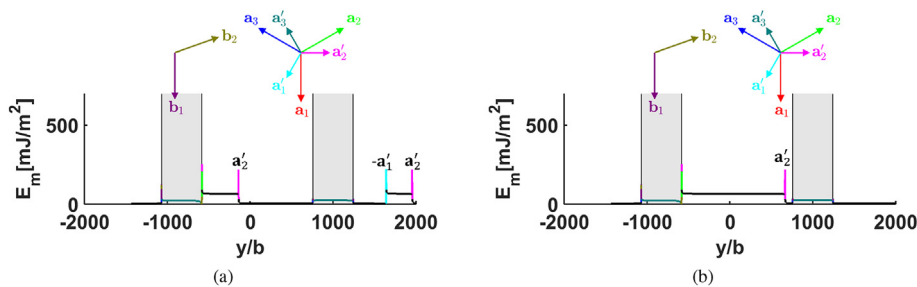 a₃ a′₃ a₂
b₂
a′₂
a′₁
b₁
a₁
E_m[mJ/m²]
500
0
a′₂
-a′₁ a′₂
-2000 -1000 0 1000 2000
y/b
(a)
a₃ a′₃ a₂
b₂
a′₂
a′₁
b₁
a₁
E_m[mJ/m²]
500
0
a′₂
-2000 -1000 0 1000 2000
y/b
(b)